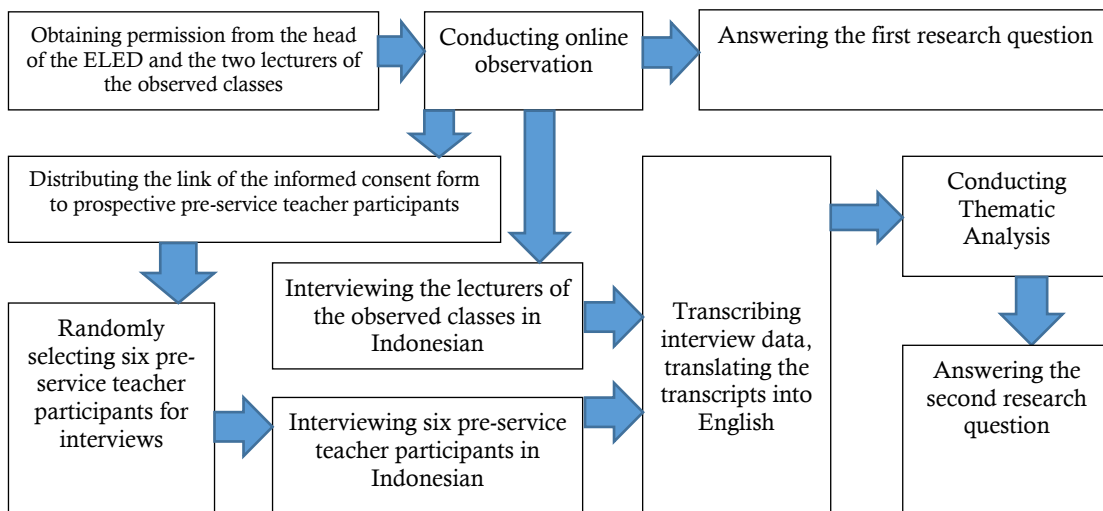 Obtaining permission from the head
of the ELED and the two lecturers of
the observed classes
Conducting online
observation
Answering the first research question
Distributing the link of the informed consent form
to prospective pre-service teacher participants
Randomly
selecting six pre-
service teacher
participants for
interviews
Interviewing the lecturers of
the observed classes in
Indonesian
Interviewing six pre-service
teacher participants in
Indonesian
Transcribing
interview data,
translating the
transcripts into
English
Conducting
Thematic
Analysis
Answering the
second research
question